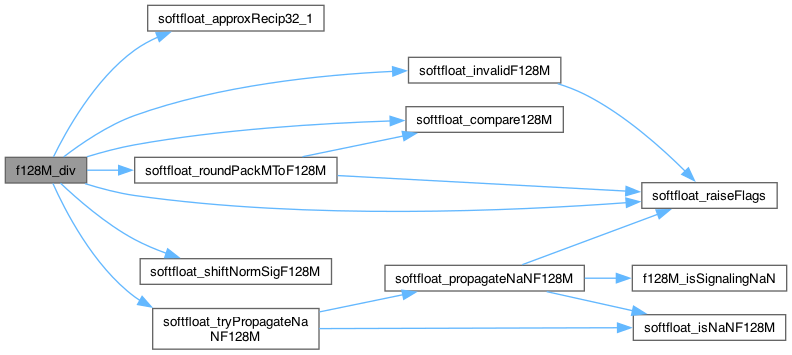 softfloat_approxRecip32_1
softfloat_invalidF128M
softfloat_compare128M
f128M_div
softfloat_roundPackMToF128M
softfloat_raiseFlags
softfloat_shiftNormSigF128M
softfloat_propagateNaNF128M
f128M_isSignalingNaN
softfloat_tryPropagateNa
NF128M
softfloat_isNaNF128M